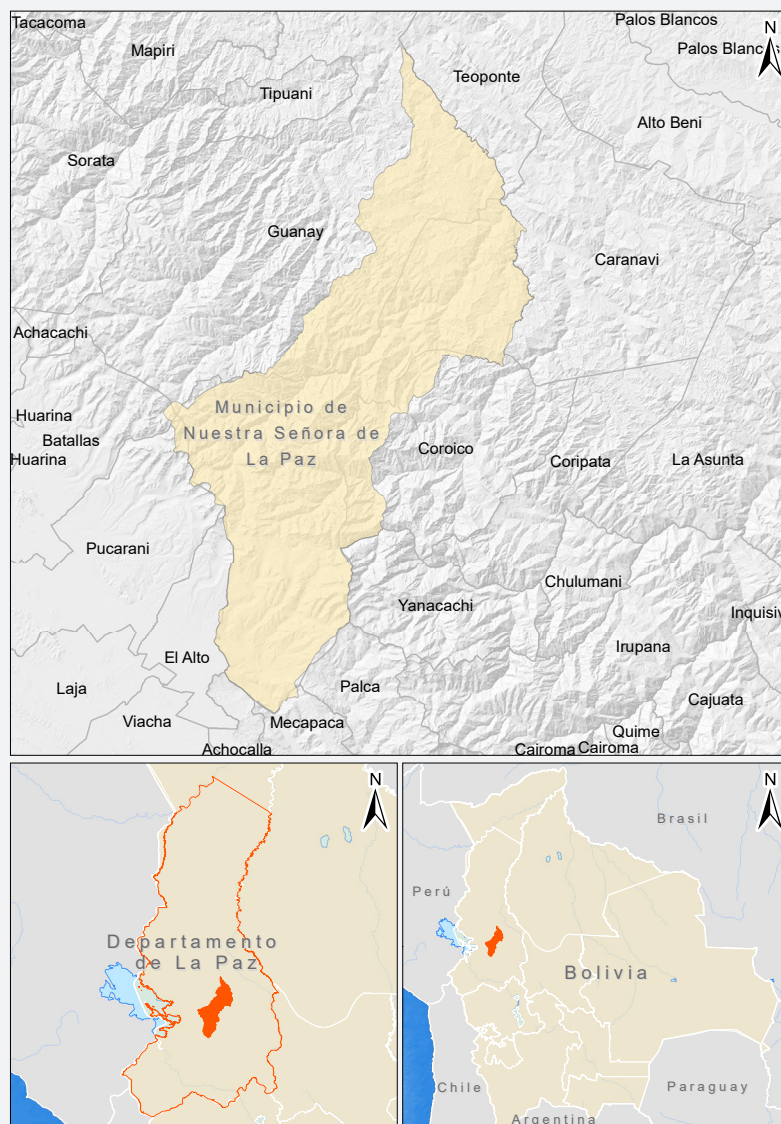 Tacacoma
Palos Blancos
Mapiri
Palos Blancos
N
Teoponte
Tipuani
Alto Beni
Sorata
Guanay
Caranavi
Achacachi
Municipio de
Nuestra Señora de
La Paz
Huarina
Batallas
Huarina
Coroico
Coripata
La Asunta
Pucarani
Chulumani
Yanacachi
Inquisiv
Irupana
El Alto
Palca
Laja
Cajuata
Viacha
Mecapaca
Quime
Achocalla
Cairoma
Cairoma
N
Departamento
de La Paz
N
Brasil
Perú
Bolivia
Chile
Paraguay
Argentina